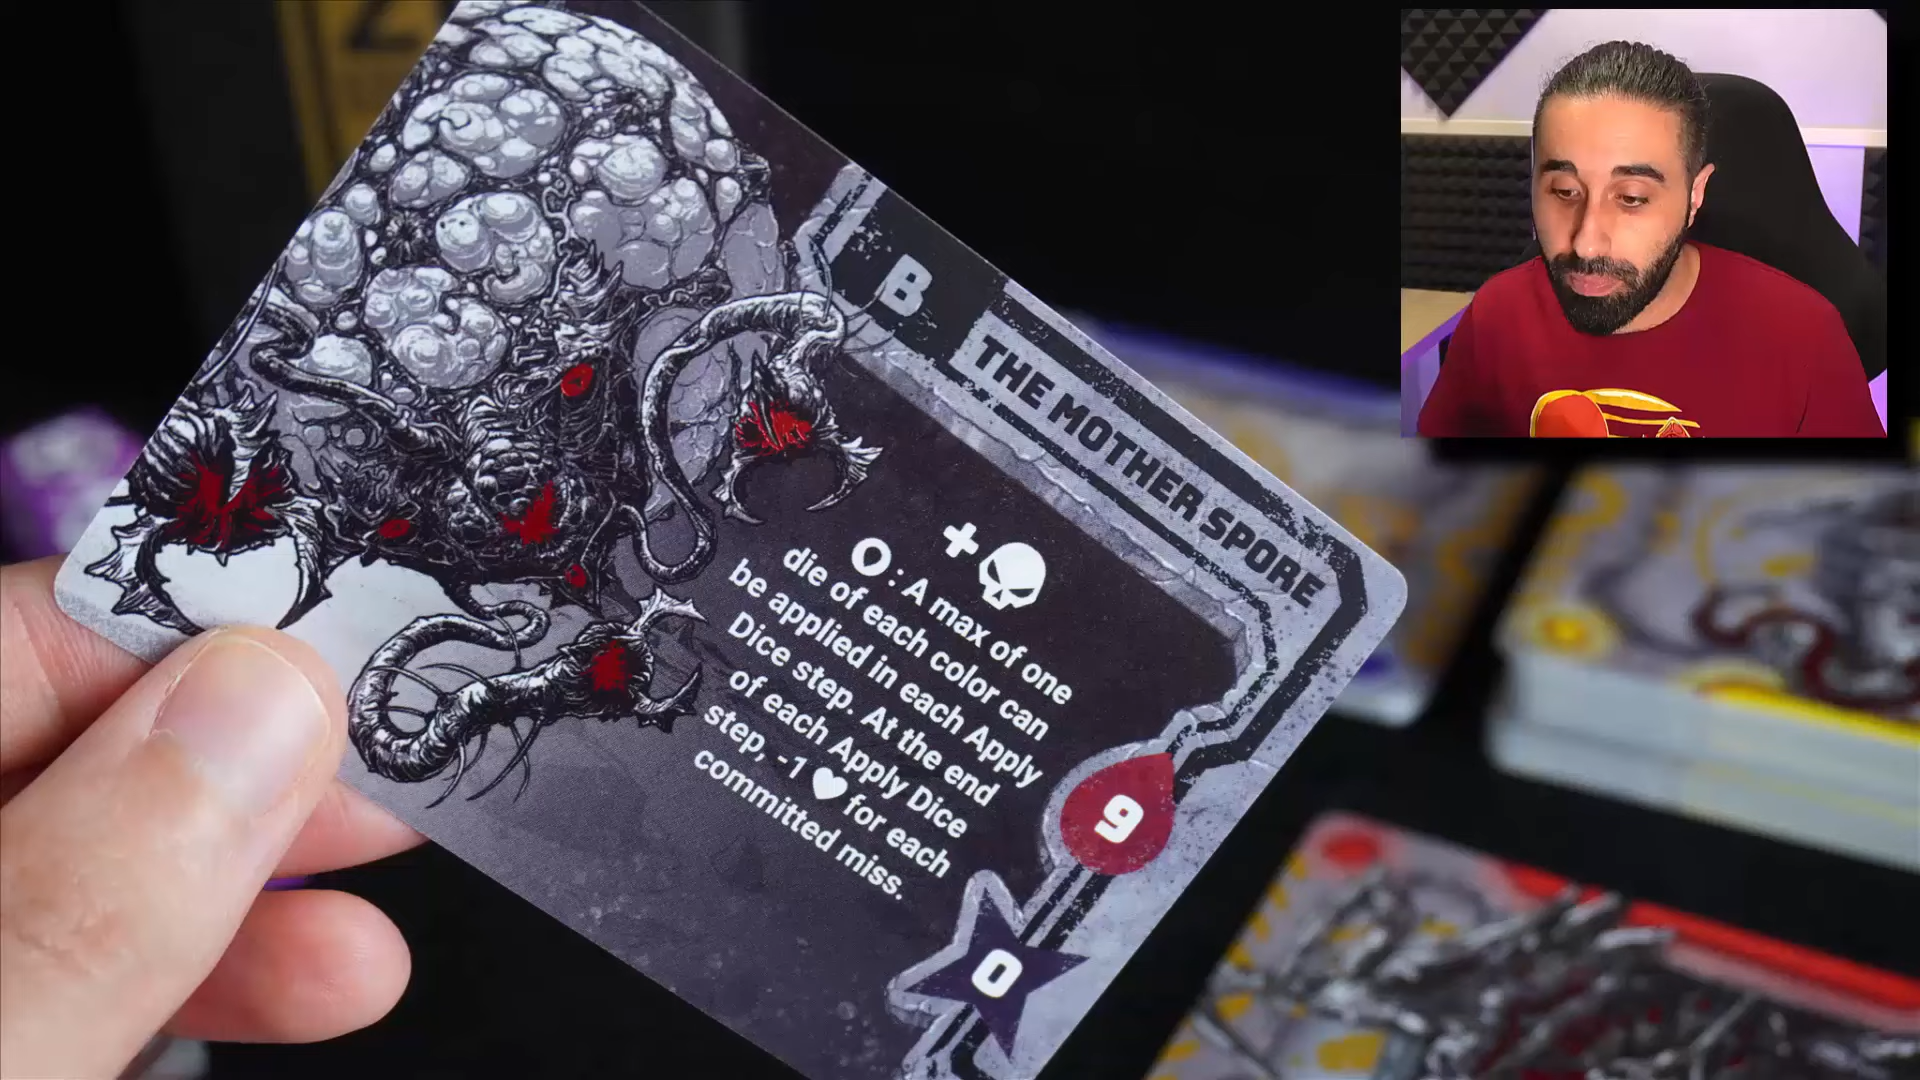 B
THE MOTHER SPORE
: A max of one
die of each color can
be applied in each Apply
Dice step. At the end
of each Apply Dice
step, -1 for each
committed miss.
9
0